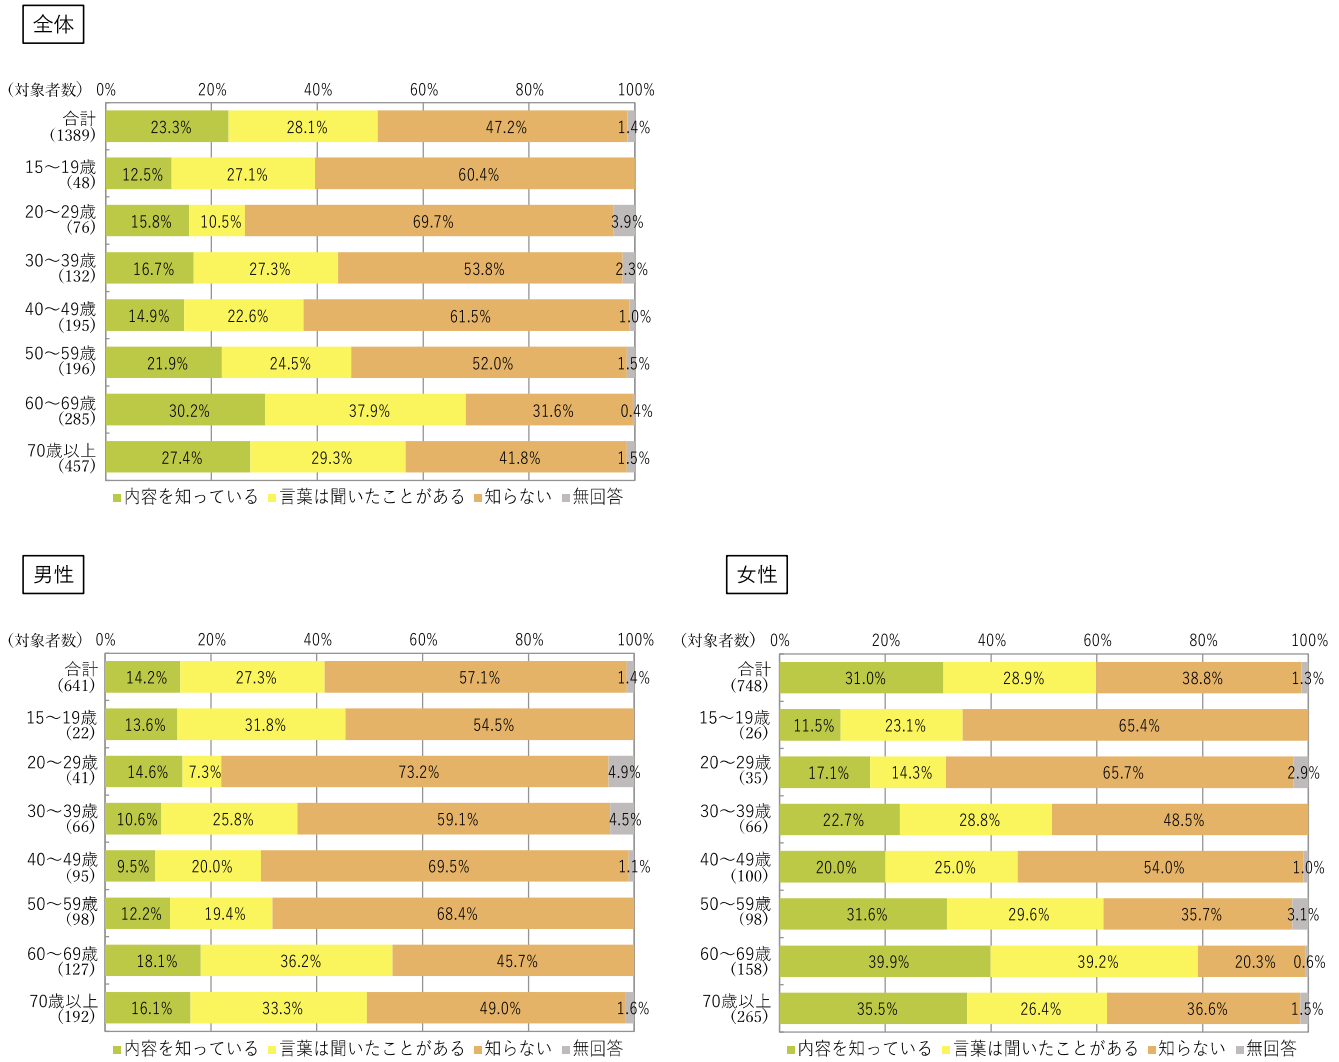 全体
（対象者数） 0% 20% 40% 60% 80% 100%
合計 23.3% 28.1% 47.2% 1.4%
（1389）
15～19歳 12.5% 27.1% 60.4%
（48）
20～29歳 15.8% 10.5% 69.7% 3.9%
（76）
30～39歳 16.7% 27.3% 53.8% 2.3%
（132）
40～49歳 14.9% 22.6% 61.5% 1.0%
（195）
50～59歳 21.9% 24.5% 52.0% 1.5%
（196）
60～69歳 30.2% 37.9% 31.6% 0.4%
（285）
70歳以上 27.4% 29.3% 41.8% 1.5%
（457）
内容を知っている 言葉は聞いたことがある 知らない 無回答
男性
（対象者数） 0% 20% 40% 60% 80% 100%
合計 14.2% 27.3% 57.1% 1.4%
（641）
15～19歳 13.6% 31.8% 54.5%
（22）
20～29歳 14.6% 7.3% 73.2% 4.9%
（41）
30～39歳 10.6% 25.8% 59.1% 4.5%
（66）
40～49歳 9.5% 20.0% 69.5% 1.1%
（95）
50～59歳 12.2% 19.4% 68.4%
（98）
60～69歳 18.1% 36.2% 45.7%
（127）
70歳以上 16.1% 33.3% 49.0% 1.6%
（192）
内容を知っている 言葉は聞いたことがある 知らない 無回答
女性
（対象者数） 0% 20% 40% 60% 80% 100%
合計 31.0% 28.9% 38.8% 1.3%
（748）
15～19歳 11.5% 23.1% 65.4%
（26）
20～29歳 17.1% 14.3% 65.7% 2.9%
（35）
30～39歳 22.7% 28.8% 48.5%
（66）
40～49歳 20.0% 25.0% 54.0% 1.0%
（100）
50～59歳 31.6% 29.6% 35.7% 3.1%
（98）
60～69歳 39.9% 39.2% 20.3% 0.6%
（158）
70歳以上 35.5% 26.4% 36.6% 1.5%
（265）
内容を知っている 言葉は聞いたことがある 知らない 無回答